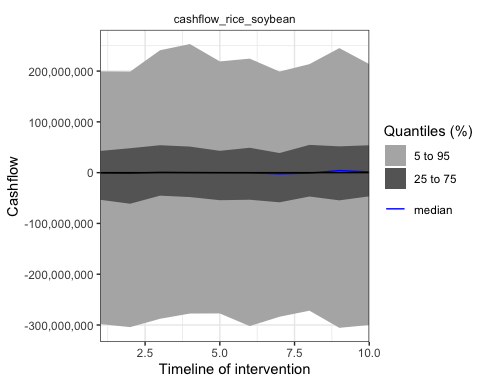 cashflow_rice_soybean
Cashflow
200,000,000
100,000,000
0
-100,000,000
-200,000,000
-300,000,000
2.5
5.0
7.5
10.0
Timeline of intervention
Quantiles (%)
5 to 95
25 to 75
median